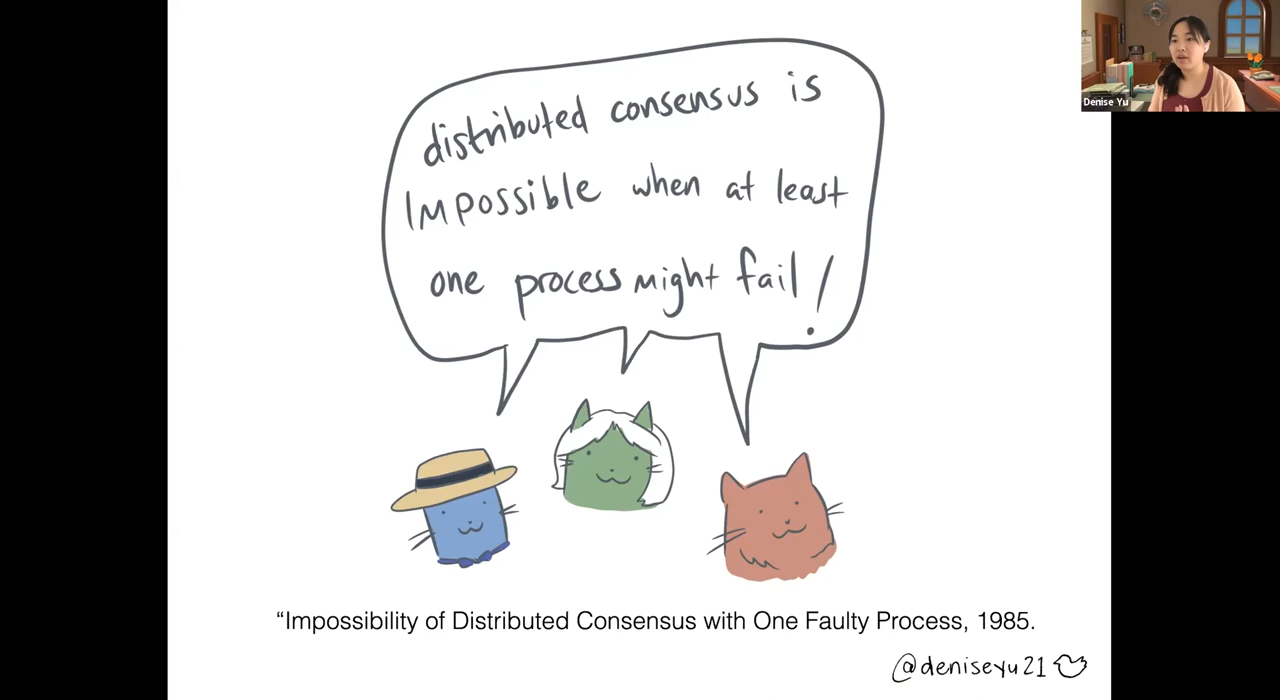 distributed consensus is
Impossible when at least
one process might fail!
"Impossibility of Distributed Consensus with One Faulty Process, 1985.
@deniseyu21
Denise Yu